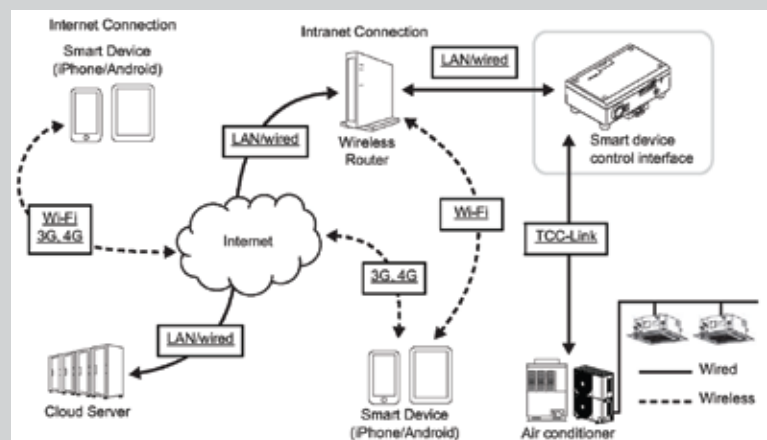 Internet Connection
Smart Device
(iPhone/Android)
Intranet Connection
LAN/wired
Wireless
Router
Smart device
control interface
LAN/wired
Wi-Fi
3G, 4G
Internet
Wi-Fi
TCC-Link
3G, 4G
LAN/wired
Cloud Server
Smart Device
(iPhone/Android)
Air conditioner
Wired
Wireless